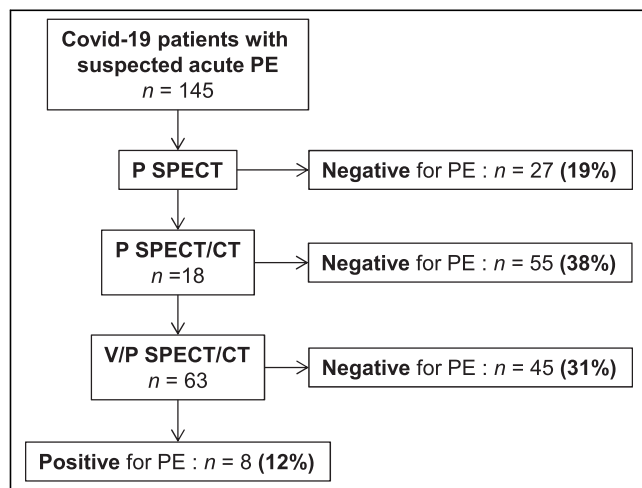 Covid-19 patients with
suspected acute PE
n = 145
P SPECT
Negative for PE : n = 27 (19%)
P SPECT/CT
n =18
Negative for PE : n = 55 (38%)
V/P SPECT/CT
n = 63
Negative for PE : n = 45 (31%)
Positive for PE : n = 8 (12%)